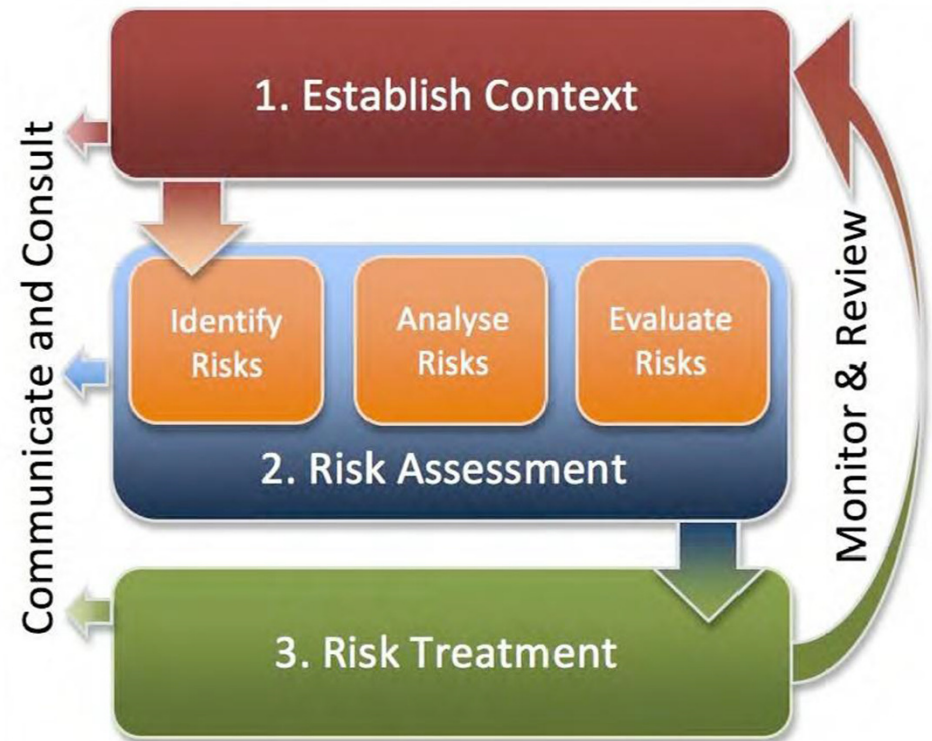 1. Establish Context
Communicate and Consult
Identify
Risks
Analyse
Risks
Evaluate
Risks
2. Risk Assessment
Monitor & Review
3. Risk Treatment